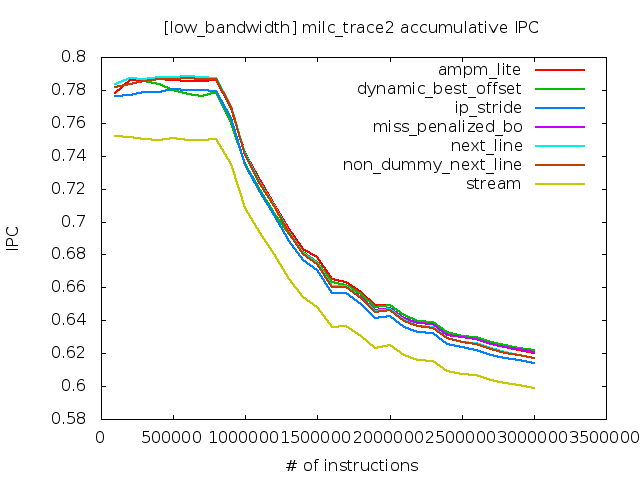 [low_bandwidth] milc_trace2 accumulative IPC
0.8
0.78
0.76
0.74
0.72
0.7
0.68
0.66
0.64
0.62
0.6
0.58
IPC
ampm_lite
dynamic_best_offset
ip_stride
miss_penalized_bo
next_line
non_dummy_next_line
stream
0 500000 1000000 1500000 2000000 2500000 3000000 3500000
# of instructions